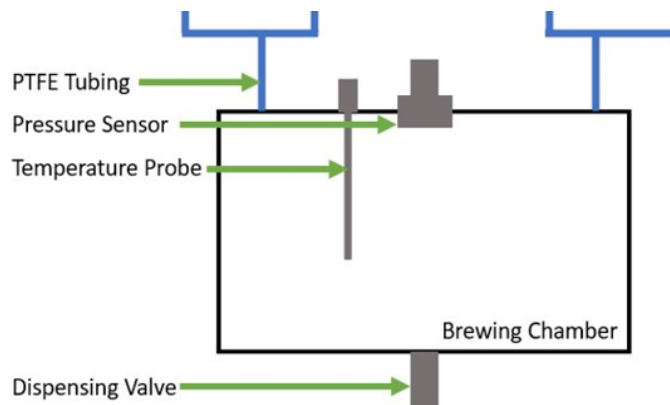 PTFE Tubing
Pressure Sensor
Temperature Probe
Brewing Chamber
Dispensing Valve